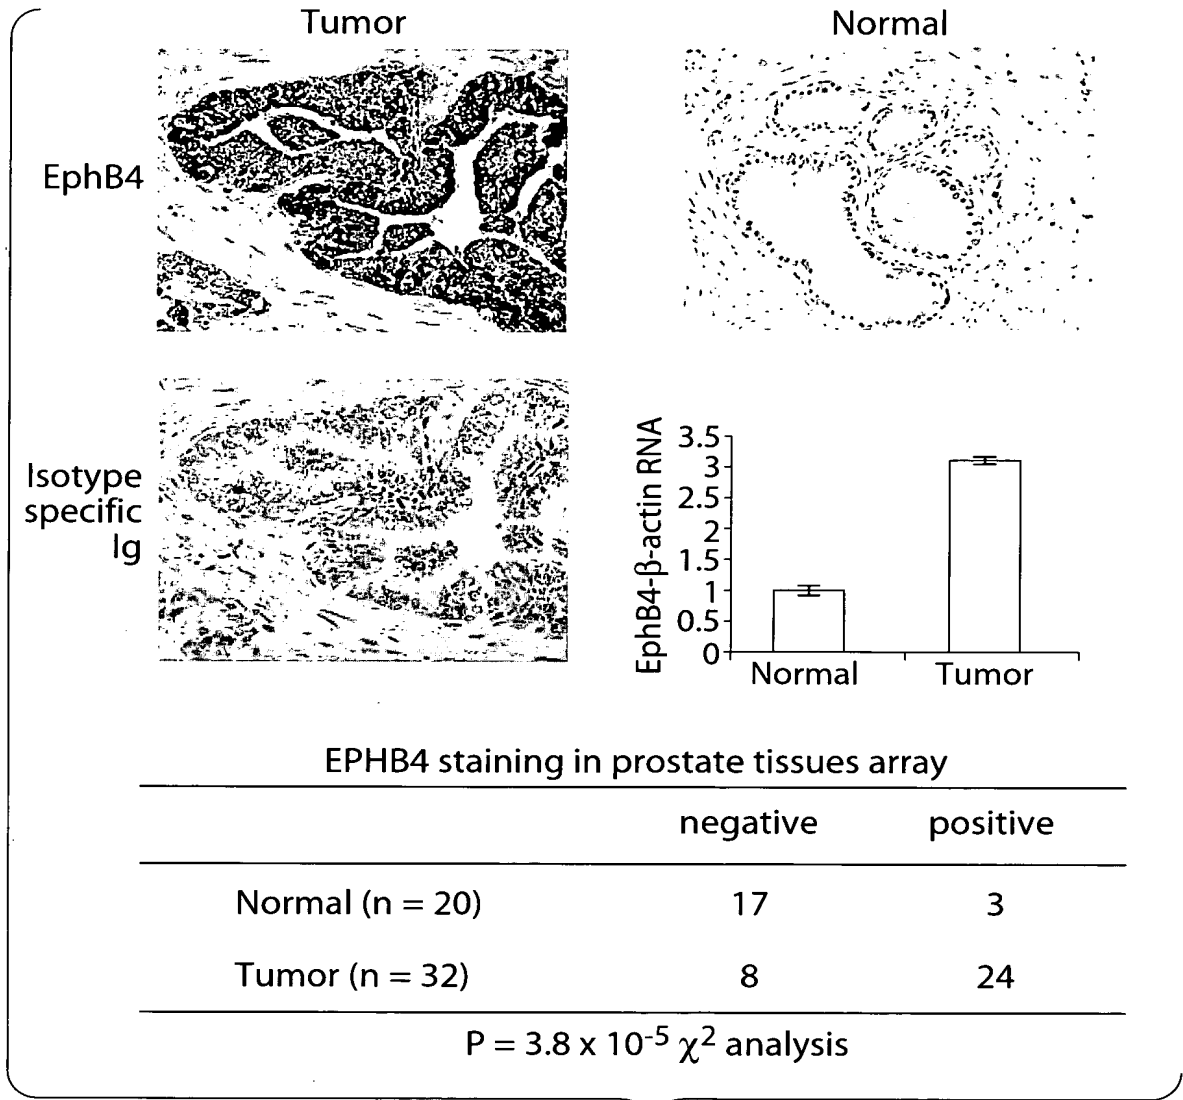 Tumor
Normal
EphB4
Isotype
specific
Ig
EphB4-β-actin RNA
3.5
3
2.5
2
1.5
1
0.5
0
Normal
Tumor
EPHB4 staining in prostate tissues array
negative positive
Normal (n = 20) 17 3
Tumor (n = 32) 8 24
P = 3.8 x 10⁻⁵ χ² analysis